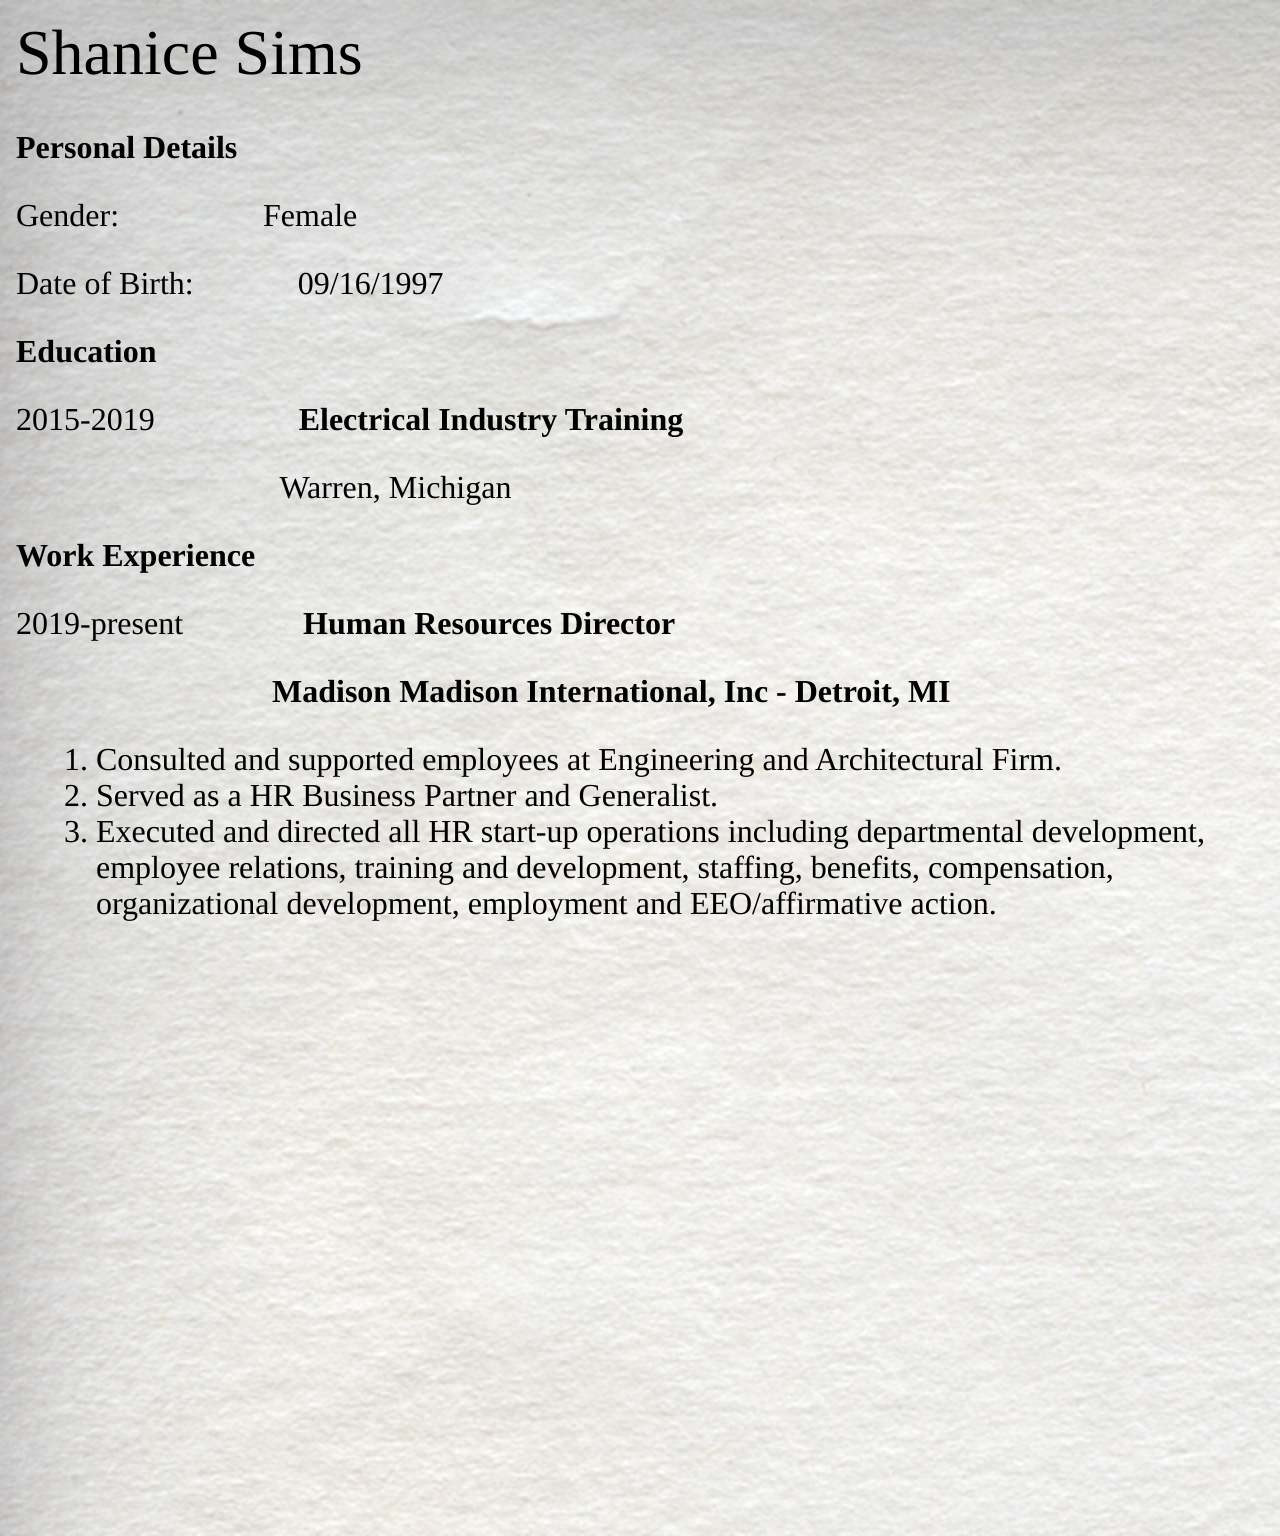 Shanice Sims
Personal Details
Gender: Female
Date of Birth: 09/16/1997
Education
2015-2019 Electrical Industry Training
Warren, Michigan
Work Experience
2019-present Human Resources Director
Madison Madison International, Inc - Detroit, MI
1. Consulted and supported employees at Engineering and Architectural Firm.
2. Served as a HR Business Partner and Generalist.
3. Executed and directed all HR start-up operations including departmental development,
employee relations, training and development, staffing, benefits, compensation,
organizational development, employment and EEO/affirmative action.